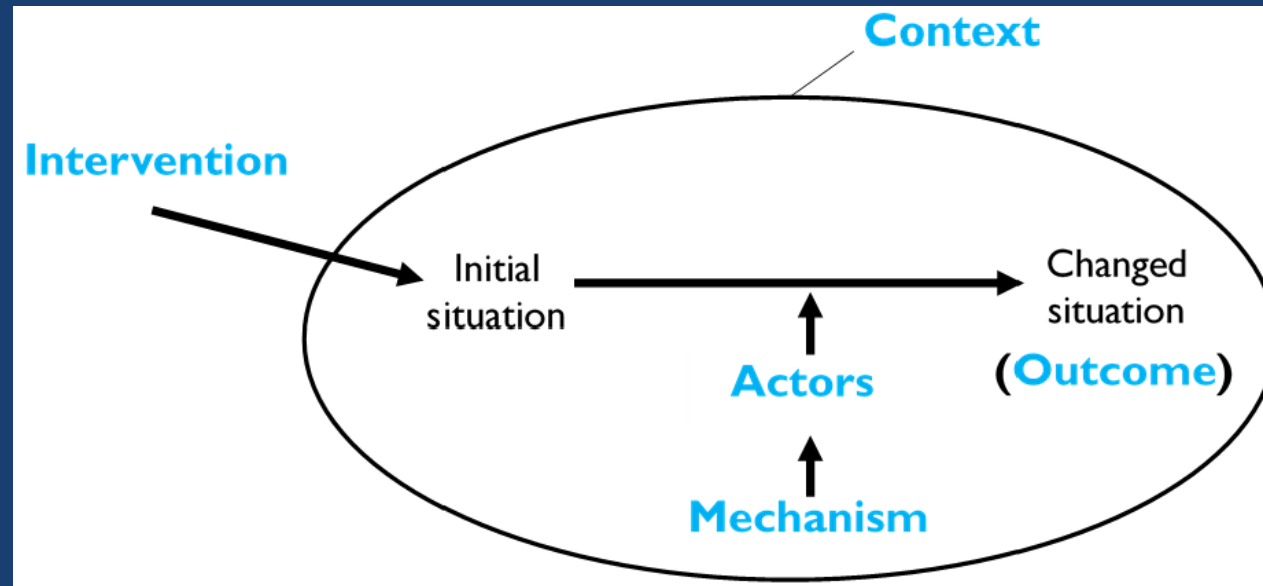 Context
Intervention
Initial
situation
Changed
situation
(Outcome)
Actors
Mechanism